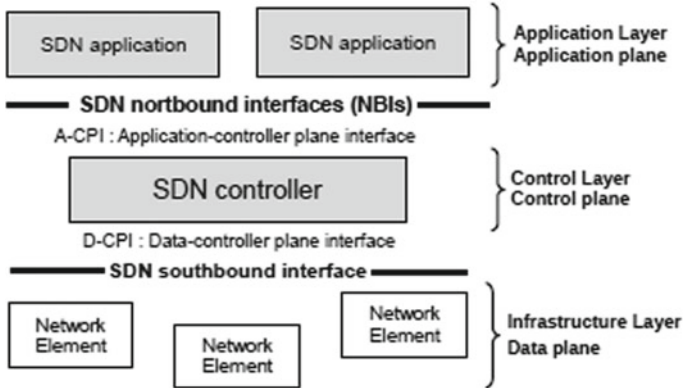 SDN application
SDN application
Application Layer
Application plane
SDN nortbound interfaces (NBIs)
A-CPI : Application-controller plane interface
SDN controller
Control Layer
Control plane
D-CPI : Data-controller plane interface
SDN southbound interface
Network
Element
Network
Element
Network
Element
Infrastructure Layer
Data plane